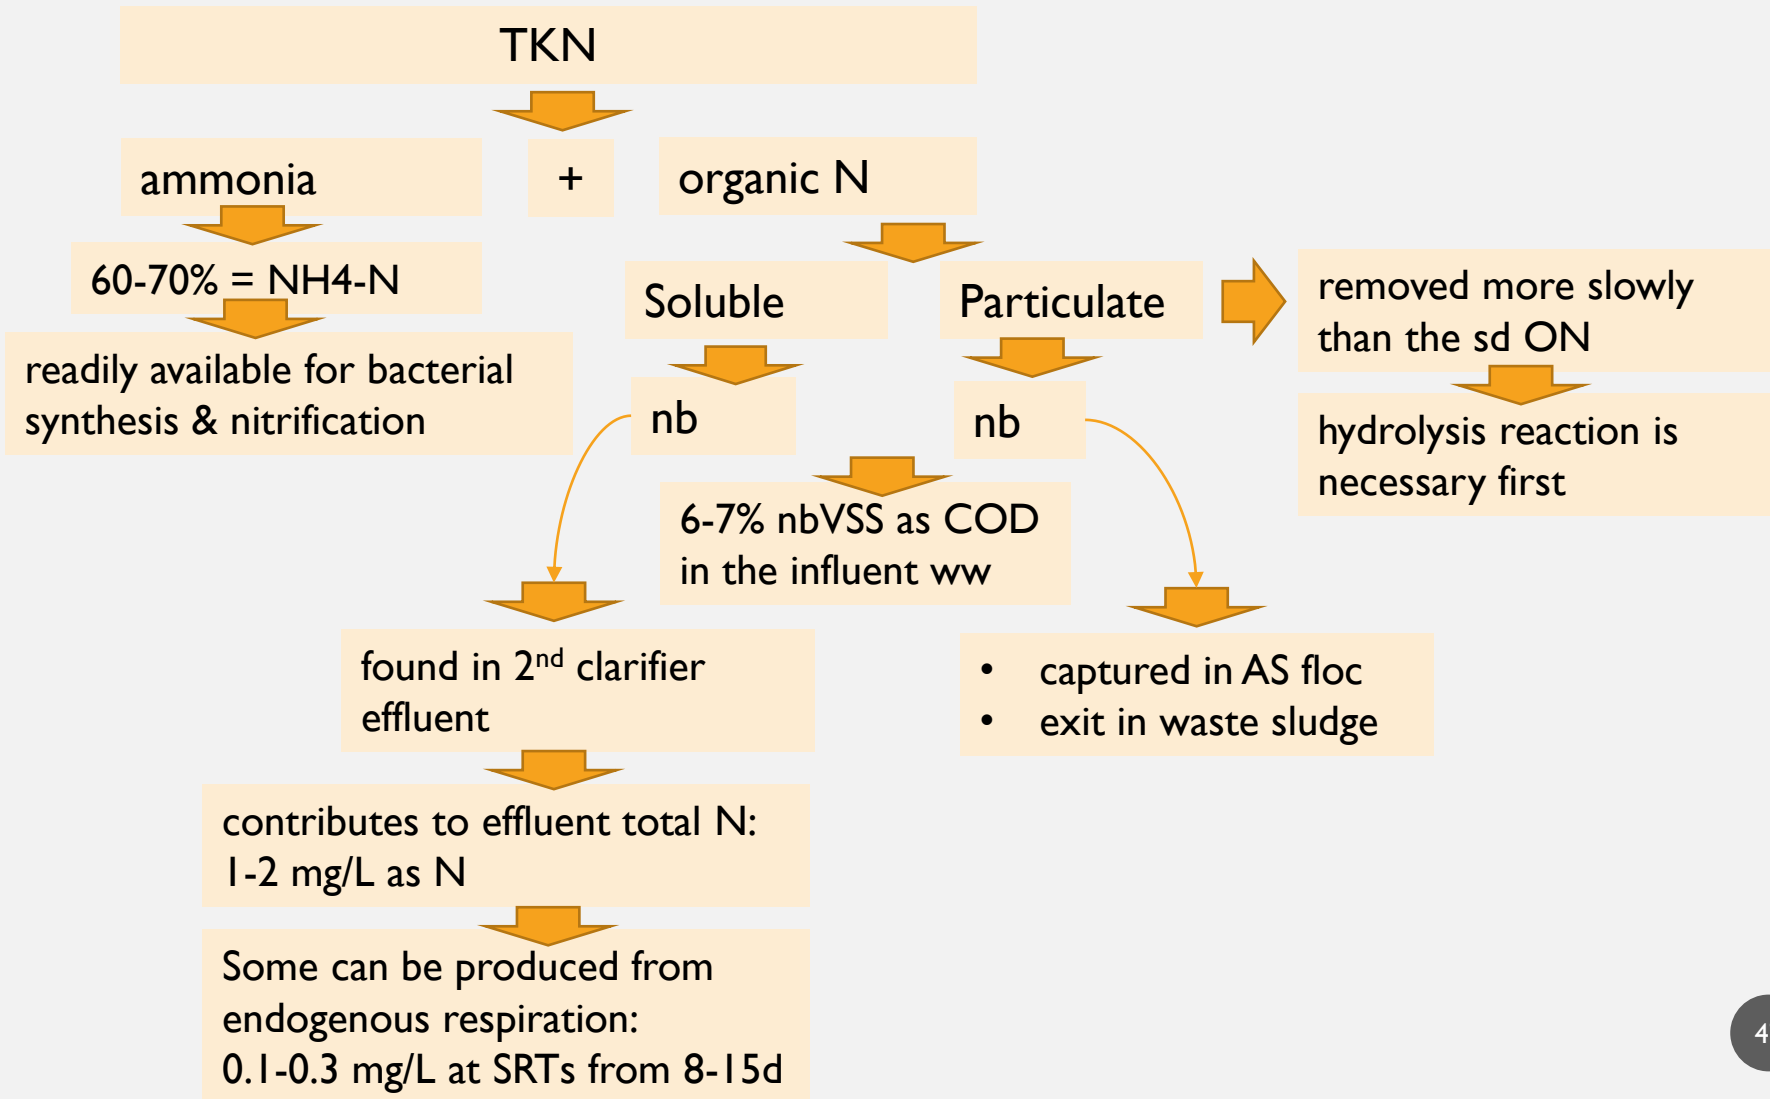 TKN
ammonia
+
organic N
60-70% = NH4-N
readily available for bacterial
synthesis & nitrification
Soluble
Particulate
removed more slowly
than the sd ON
hydrolysis reaction is
necessary first
nb
nb
6-7% nbVSS as COD
in the influent ww
found in 2nd clarifier
effluent
• captured in AS floc
• exit in waste sludge
contributes to effluent total N:
1-2 mg/L as N
Some can be produced from
endogenous respiration:
0.1-0.3 mg/L at SRTs from 8-15d
4